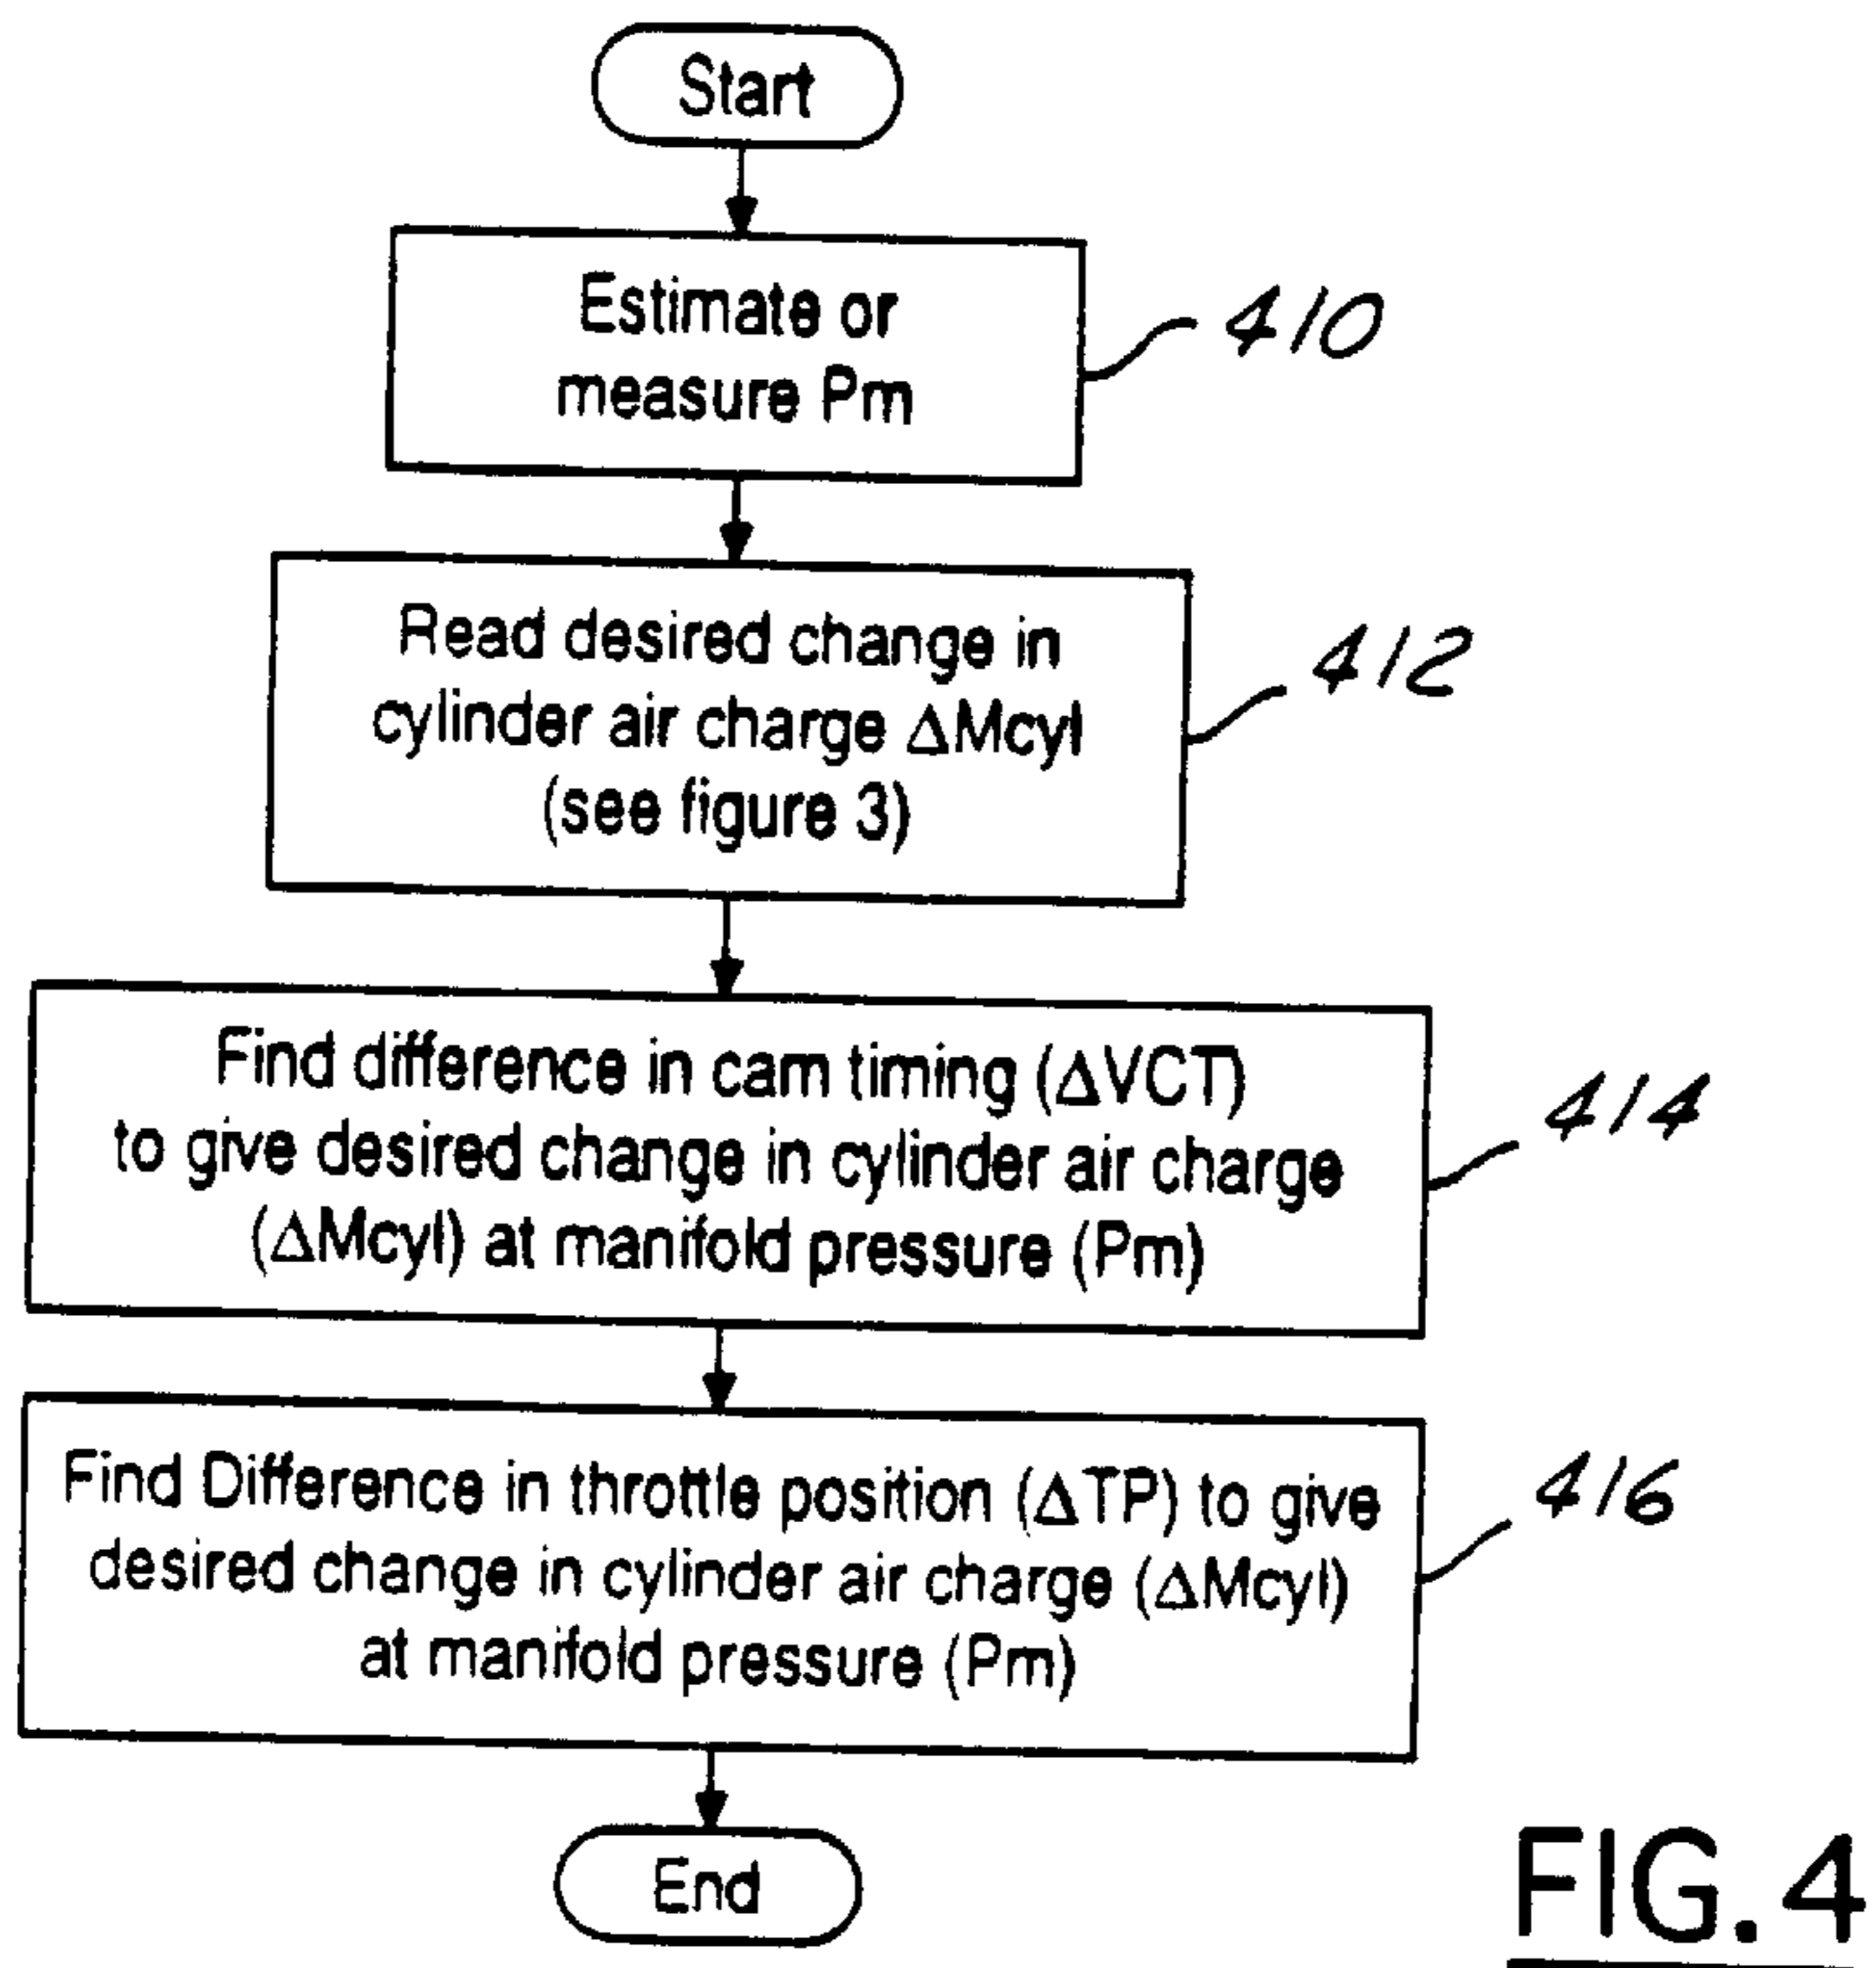 Start
Estimate or
measure Pm
410
Read desired change in
cylinder air charge ΔMcyl
(see figure 3)
412
Find difference in cam timing (ΔVCT)
to give desired change in cylinder air charge
(ΔMcyl) at manifold pressure (Pm)
414
Find Difference in throttle position (ΔTP) to give
desired change in cylinder air charge (ΔMcyl)
at manifold pressure (Pm)
416
End
FIG.4